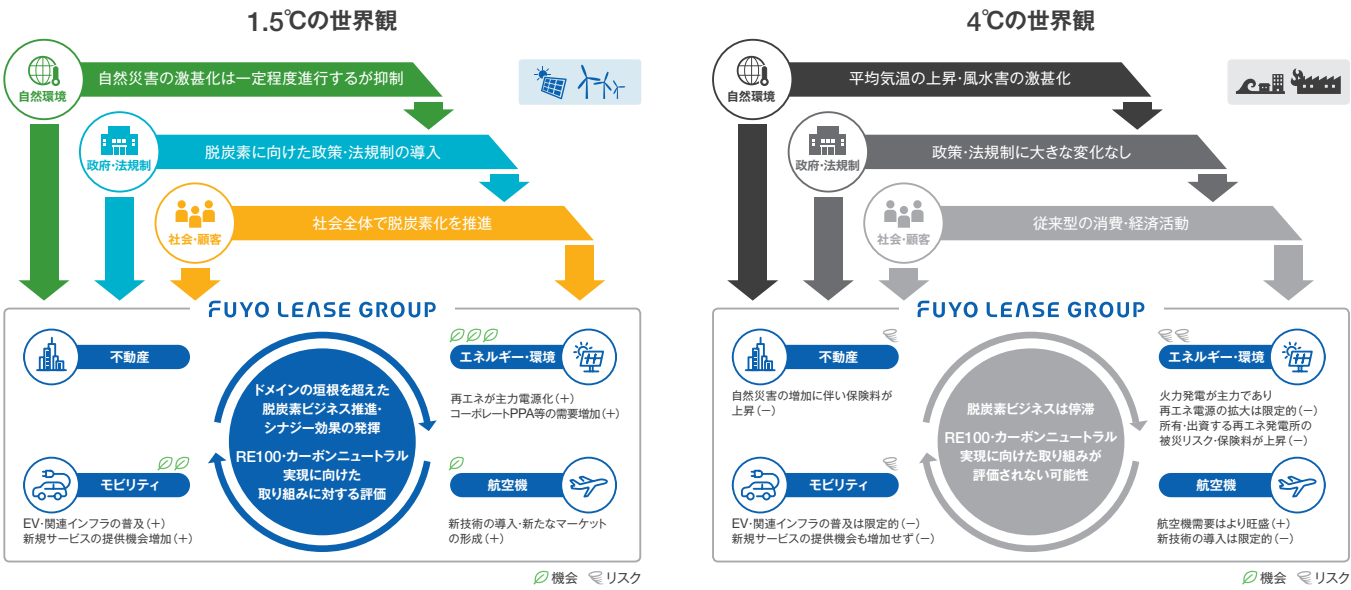 1.5℃の世界観
自然環境
自然災害の激甚化は一定程度進行するが抑制
政府・法規制
脱炭素に向けた政策・法規制の導入
社会・顧客
社会全体で脱炭素化を推進
FUYO LEASE GROUP
不動産
エネルギー・環境
再エネが主力電源化（+）
コーポレートPPA等の需要増加（+）
ドメインの垣根を超えた
脱炭素ビジネス推進・
シナジー効果の発揮
RE100・カーボンニュートラル
実現に向けた
取り組みに対する評価
モビリティ
EV・関連インフラの普及（+）
新規サービスの提供機会増加（+）
航空機
新技術の導入・新たなマーケット
の形成（+）
機会 リスク
4℃の世界観
自然環境
平均気温の上昇・風水害の激甚化
政府・法規制
政策・法規制に大きな変化なし
社会・顧客
従来型の消費・経済活動
FUYO LEASE GROUP
不動産
自然災害の増加に伴い保険料が
上昇（−）
エネルギー・環境
火力発電が主力であり
再エネ電源の拡大は限定的（−）
所有・出資する再エネ発電所の
被災リスク・保険料が上昇（−）
脱炭素ビジネスは停滞
RE100・カーボンニュートラル
実現に向けた取り組みが
評価されない可能性
モビリティ
EV・関連インフラの普及は限定的（−）
新規サービスの提供機会も増加せず（−）
航空機
航空機需要はより旺盛（+）
新技術の導入は限定的（−）
機会 リスク